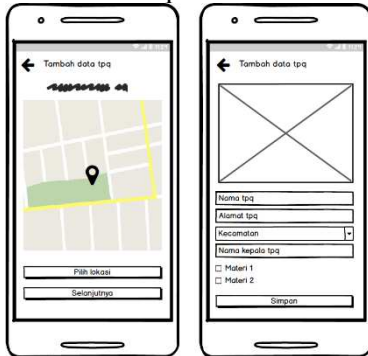 Tambah data tpq
Pilih lokasi
Selanjutnya
Tambah data tpq
Nama tpq
Alamat tpq
Kecamatan
Nama kepala tpq
Materi 1
Materi 2
Simpan